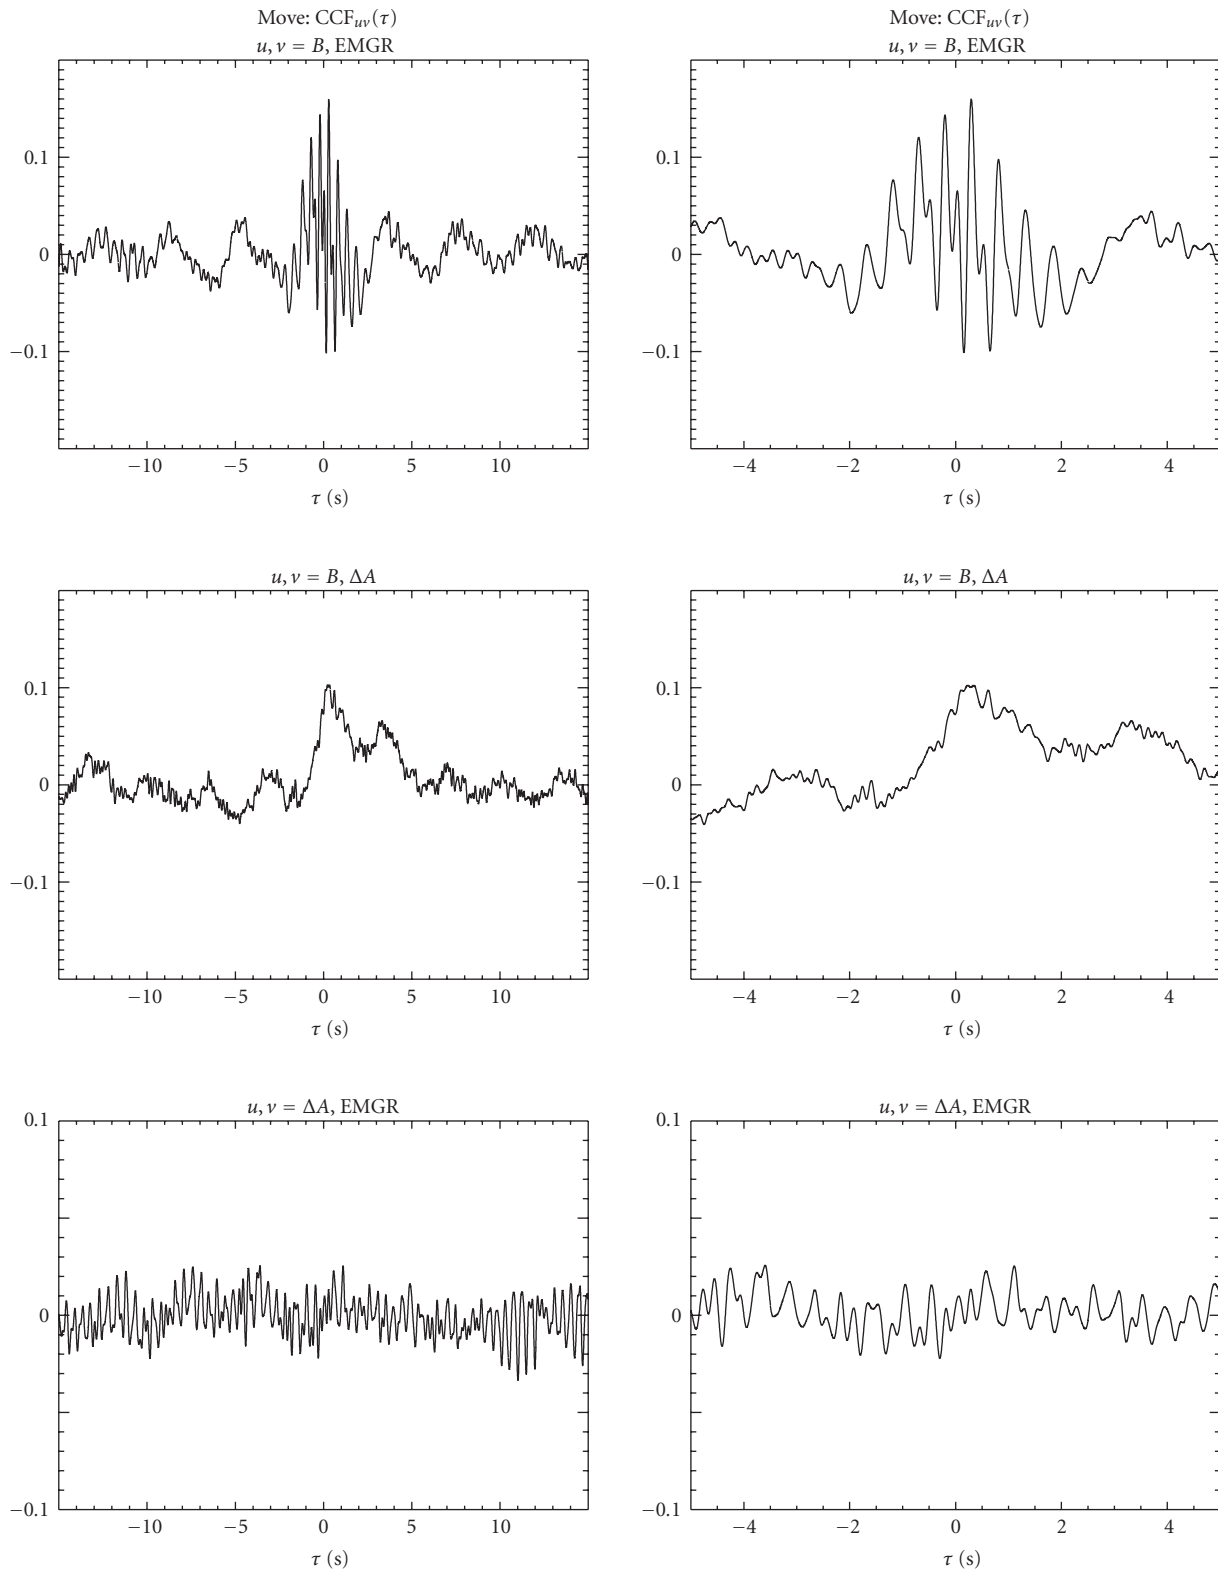 Move: CCFuv(τ)
u, v = B, EMGR
0.1
0
−0.1
−10 −5 0 5 10
τ (s)
Move: CCFuv(τ)
u, v = B, EMGR
0.1
0
−0.1
−4 −2 0 2 4
τ (s)
u, v = B, ΔA
0.1
0
−0.1
−10 −5 0 5 10
τ (s)
u, v = B, ΔA
0.1
0
−0.1
−4 −2 0 2 4
τ (s)
u, v = ΔA, EMGR
0.1
0
−0.1
−10 −5 0 5 10
τ (s)
u, v = ΔA, EMGR
0.1
0
−0.1
−4 −2 0 2 4
τ (s)